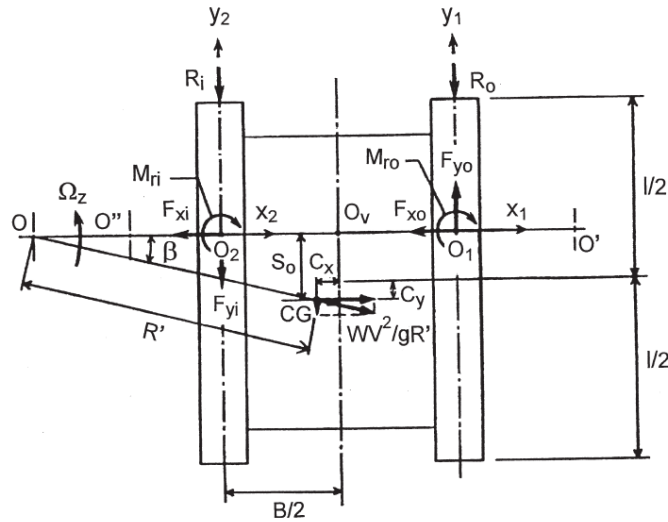 y₂ y₁
Rᵢ Rₒ
Mᵣᵢ Mᵣₒ Fyₒ l/2
Ωz
O O'' Fₓᵢ x₂ Oᵥ Fₓₒ x₁
β O₂ Sₒ Cₓ O₁ O'
Fyᵢ Cy
CG
R' WV²/gR' l/2
B/2